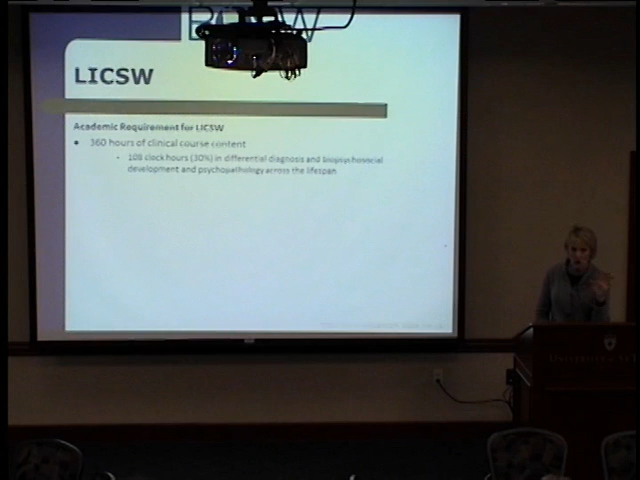 LICSW
Academic Requirement for LICSW
• 360 hours of clinical course content
• 108 clock hours (30%) in differential diagnosis and biopsychosocial
development and psychopathology across the lifespan